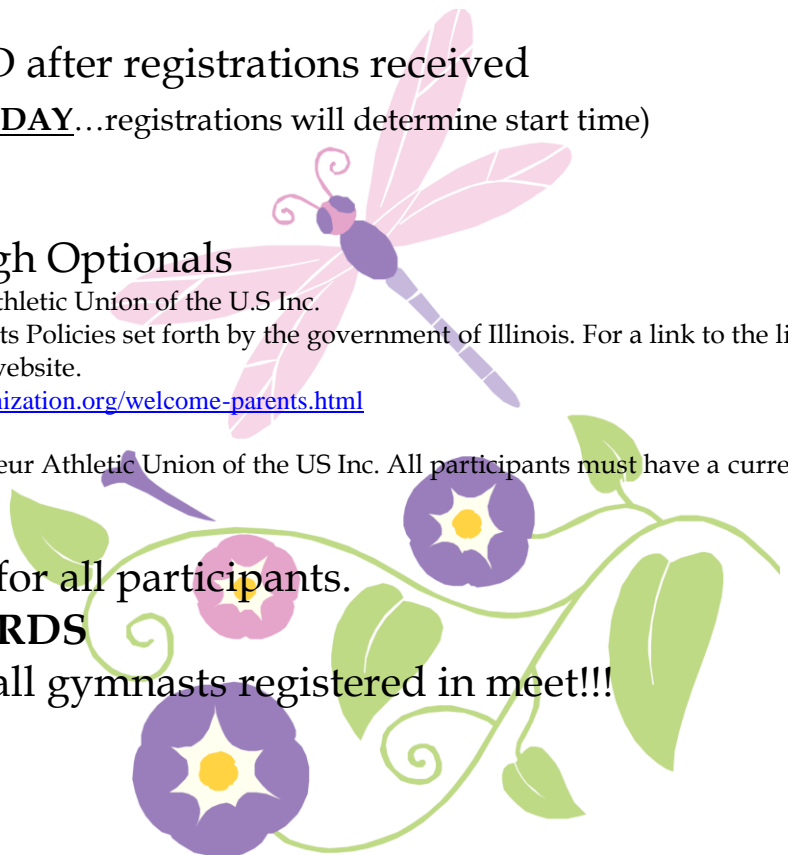 D after registrations received
DAY…registrations will determine start time)
gh Optionals
thletic Union of the U.S Inc.
ts Policies set forth by the government of Illinois. For a link to the li
website.
nization.org/welcome-parents.html
eur Athletic Union of the US Inc. All participants must have a curre
for all participants.
RDS
all gymnasts registered in meet!!!